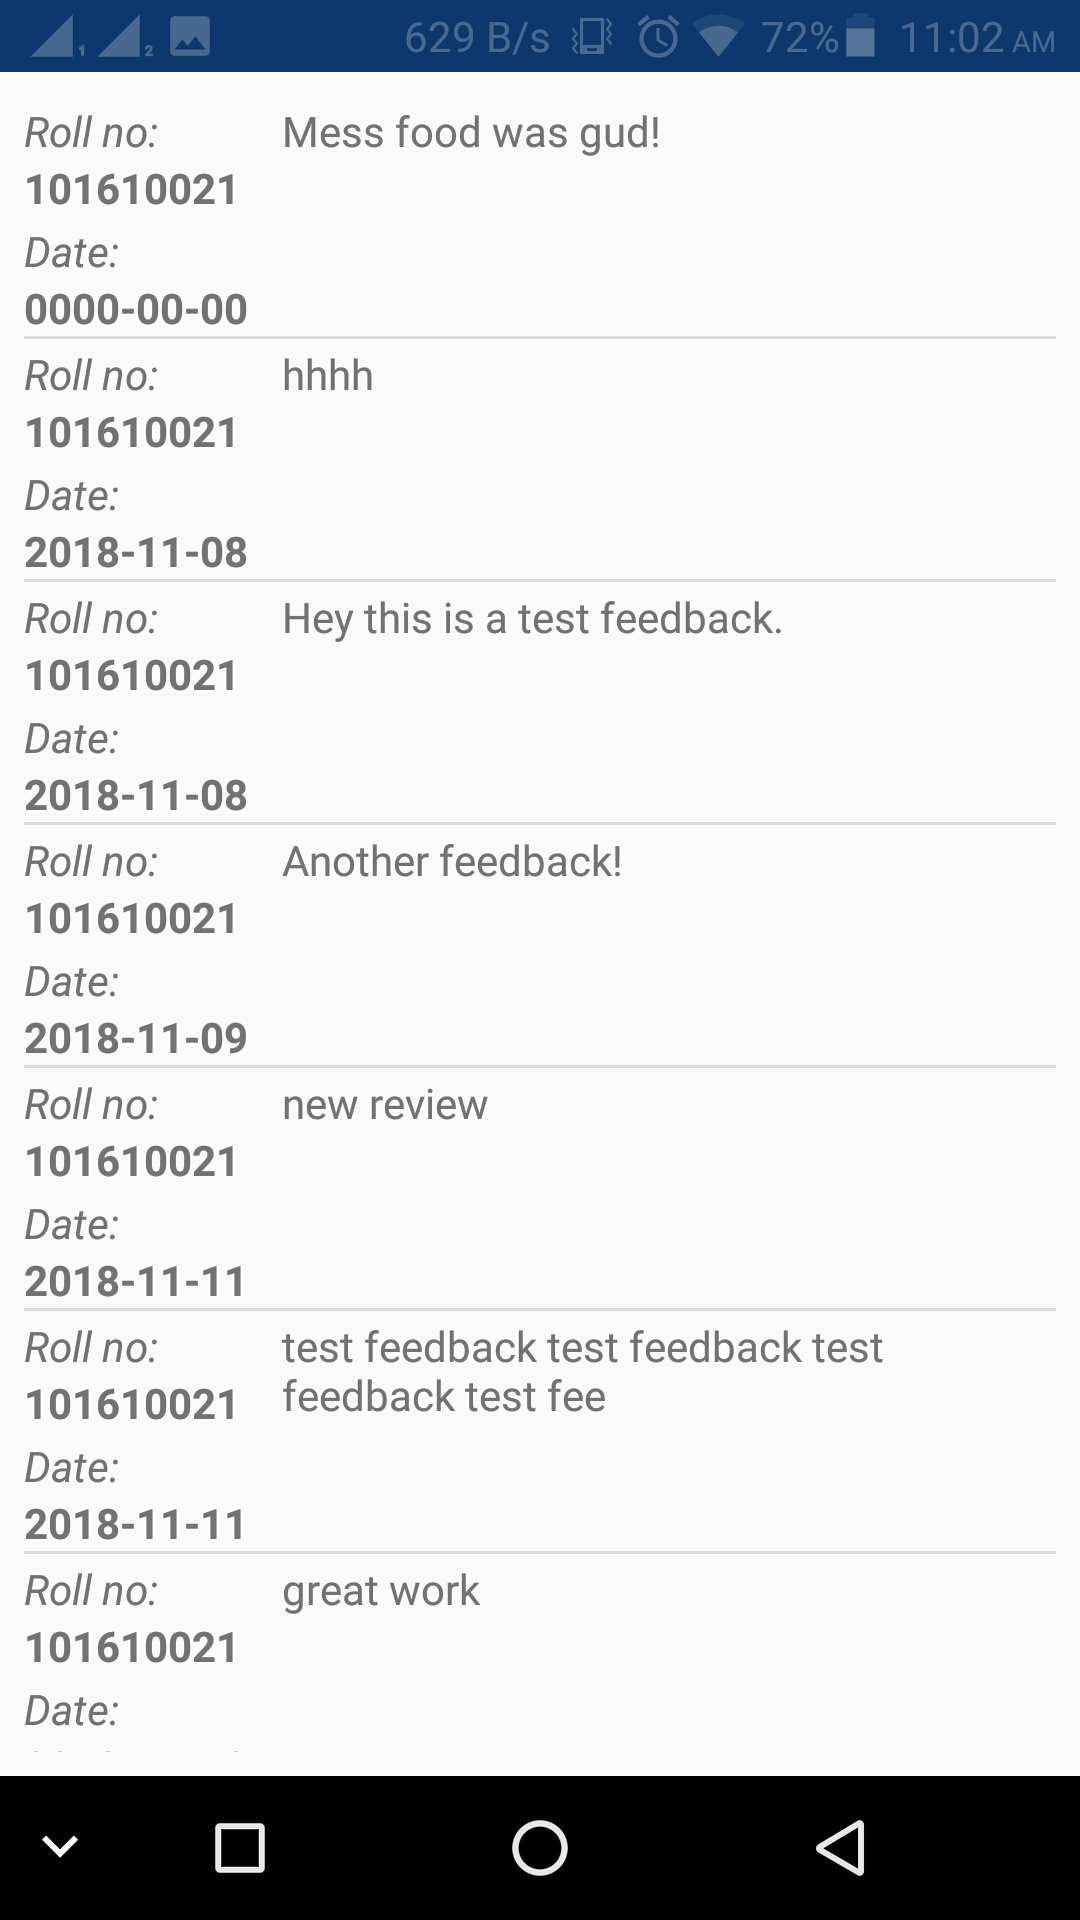 1 2 629 B/s 72% 11:02 AM
Roll no: Mess food was gud!
101610021
Date:
0000-00-00
Roll no: hhhh
101610021
Date:
2018-11-08
Roll no: Hey this is a test feedback.
101610021
Date:
2018-11-08
Roll no: Another feedback!
101610021
Date:
2018-11-09
Roll no: new review
101610021
Date:
2018-11-11
Roll no: test feedback test feedback test
101610021 feedback test fee
Date:
2018-11-11
Roll no: great work
101610021
Date: